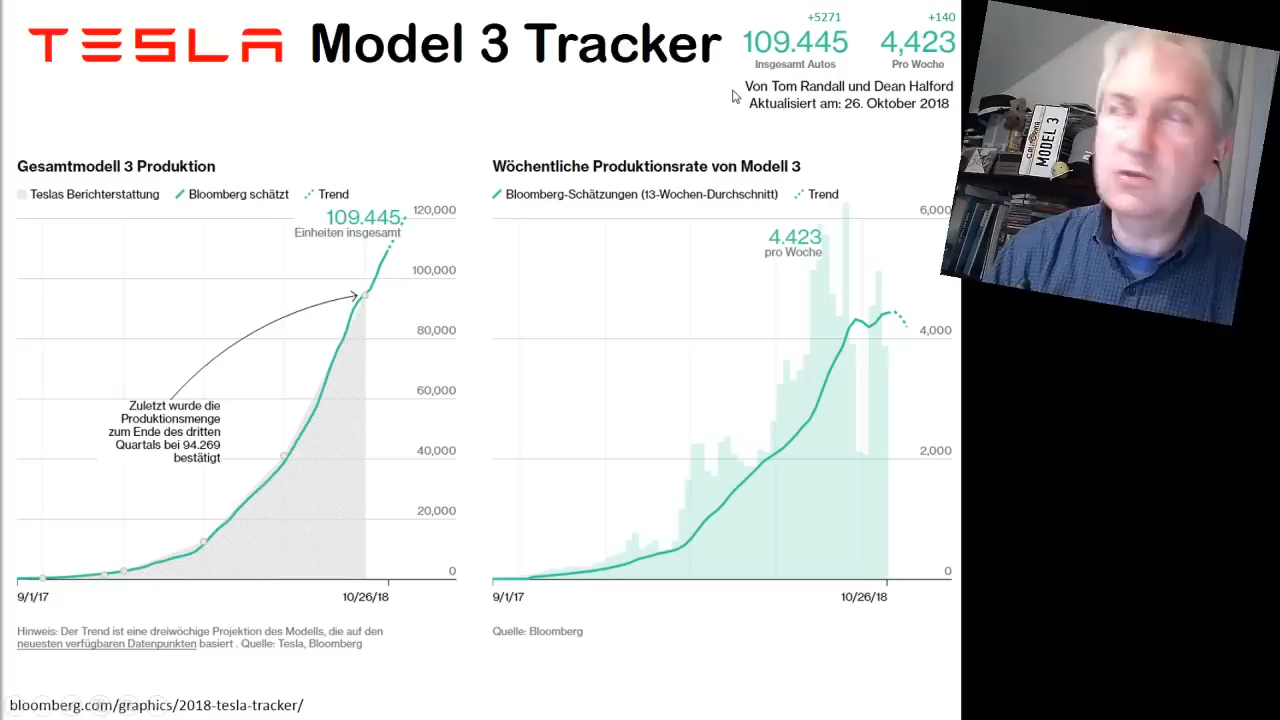 TESLA Model 3 Tracker
+5271
109.445
Insgesamt Autos
+140
4,423
Pro Woche
Von Tom Randall und Dean Halford
Aktualisiert am: 26. Oktober 2018
CALIFORNIA
MODEL 3
Gesamtmodell 3 Produktion
Teslas Berichterstattung Bloomberg schätzt Trend
109.445
Einheiten insgesamt
120,000
100,000
80,000
60,000
40,000
20,000
0
Zuletzt wurde die
Produktionsmenge
zum Ende des dritten
Quartals bei 94.269
bestätigt
9/1/17 10/26/18
Hinweis: Der Trend ist eine dreiwöchige Projektion des Modells, die auf den
neuesten verfügbaren Datenpunkten basiert . Quelle: Tesla, Bloomberg
Wöchentliche Produktionsrate von Modell 3
Bloomberg-Schätzungen (13-Wochen-Durchschnitt) Trend
4.423
pro Woche
6,000
4,000
2,000
0
9/1/17 10/26/18
Quelle: Bloomberg
bloomberg.com/graphics/2018-tesla-tracker/